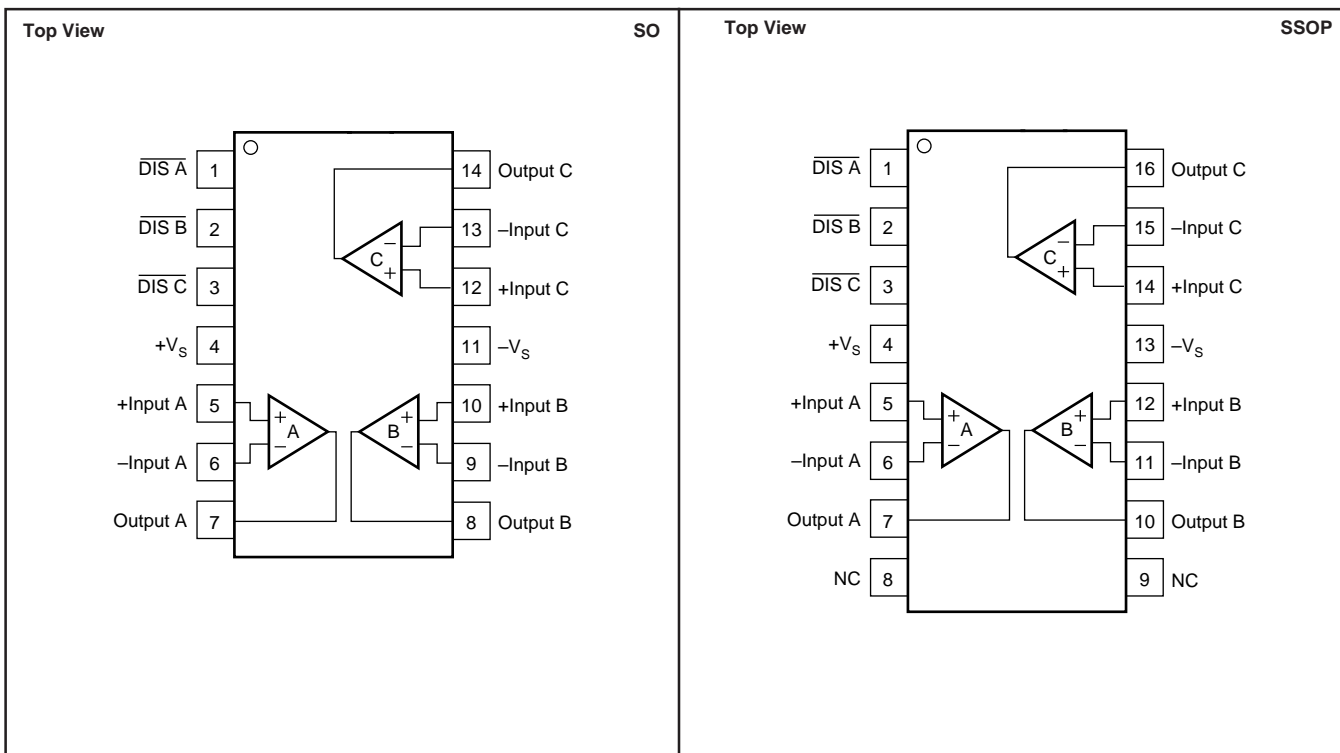 Top View SO
DIS A 1 14 Output C
DIS B 2 13 –Input C
– C +
DIS C 3 12 +Input C
+VS 4 11 –VS
+Input A 5 10 +Input B
+ A – + B –
–Input A 6 9 –Input B
Output A 7 8 Output B
Top View SSOP
DIS A 1 16 Output C
DIS B 2 15 –Input C
– C +
DIS C 3 14 +Input C
+VS 4 13 –VS
+Input A 5 12 +Input B
+ A – + B –
–Input A 6 11 –Input B
Output A 7 10 Output B
NC 8 9 NC